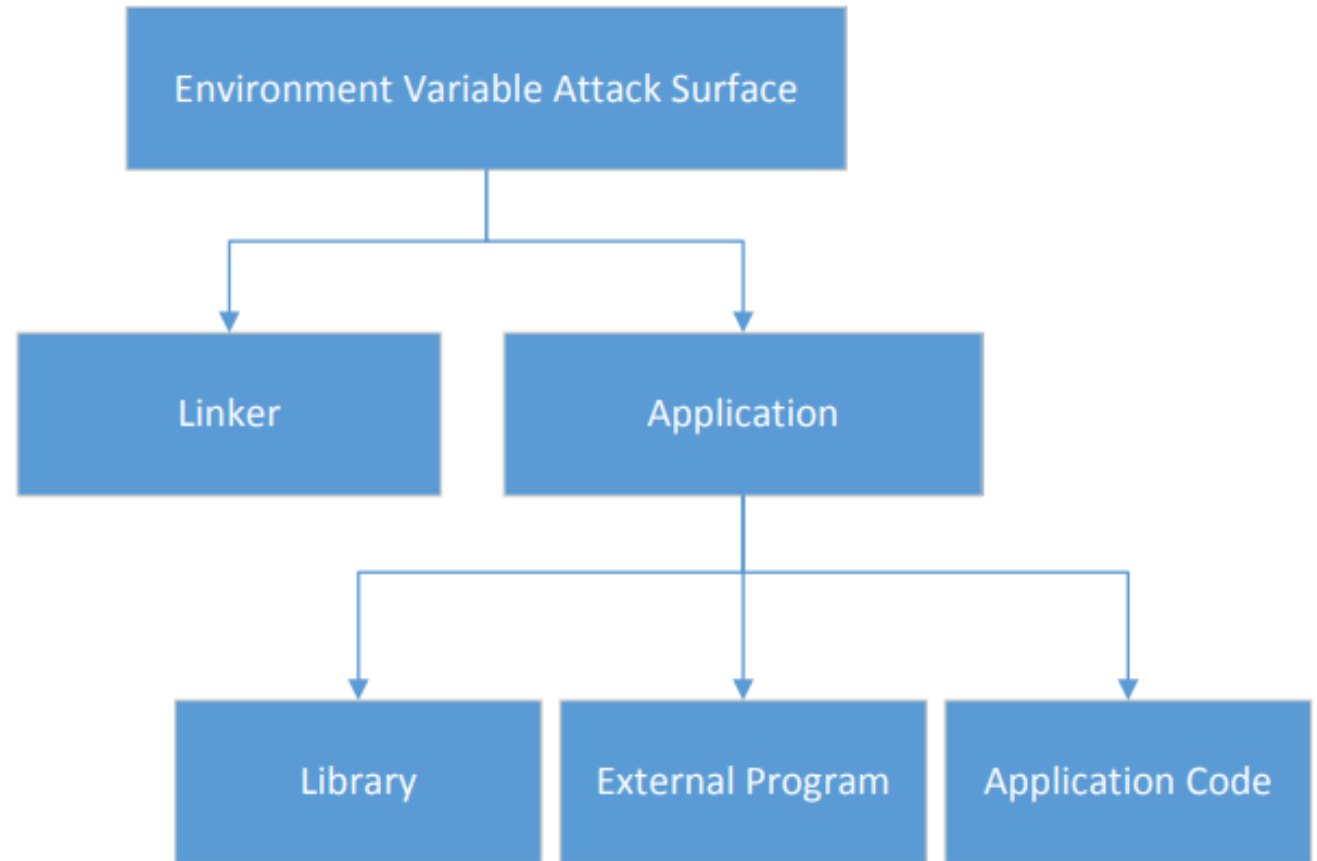 Environment Variable Attack Surface
Linker
Application
Library
External Program
Application Code